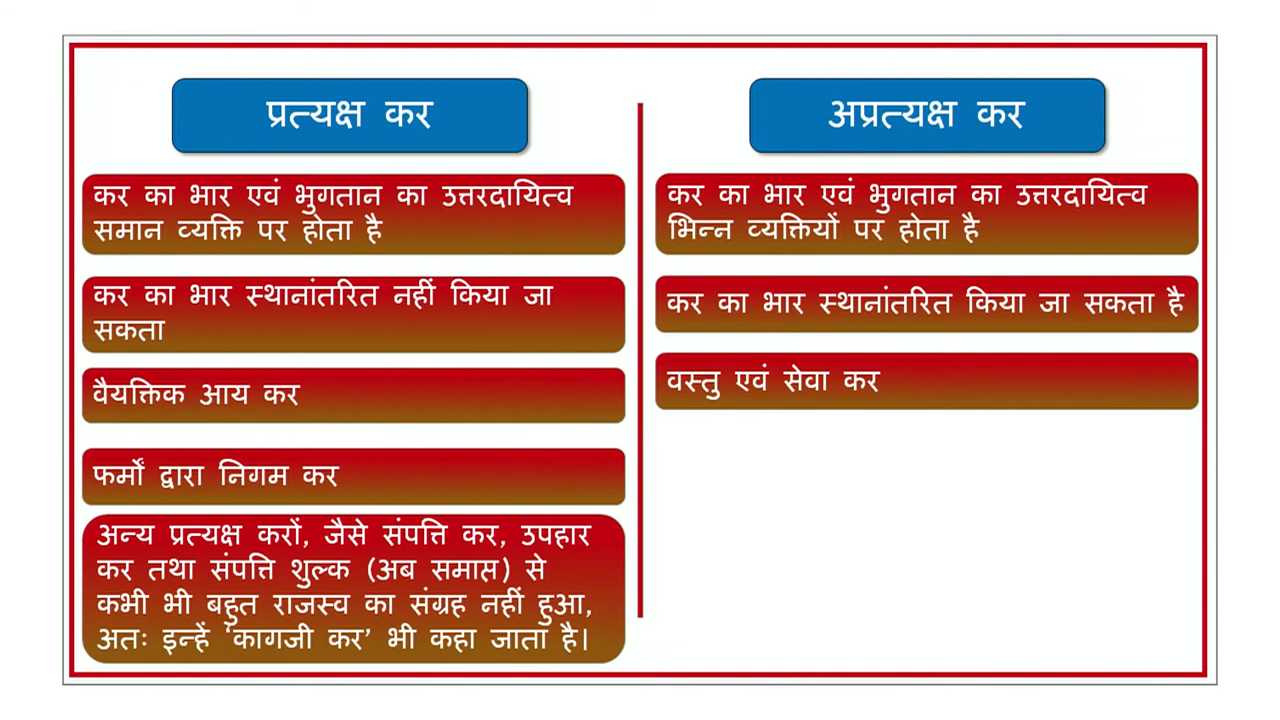 प्रत्यक्ष कर
कर का भार एवं भुगतान का उत्तरदायित्व
समान व्यक्ति पर होता है
कर का भार स्थानांतरित नहीं किया जा
सकता
वैयक्तिक आय कर
फर्मों द्वारा निगम कर
अन्य प्रत्यक्ष करों, जैसे संपत्ति कर, उपहार
कर तथा संपत्ति शुल्क (अब समाप्त) से
कभी भी बहुत राजस्व का संग्रह नहीं हुआ,
अतः इन्हें ‘कागजी कर’ भी कहा जाता है।
अप्रत्यक्ष कर
कर का भार एवं भुगतान का उत्तरदायित्व
भिन्न व्यक्तियों पर होता है
कर का भार स्थानांतरित किया जा सकता है
वस्तु एवं सेवा कर